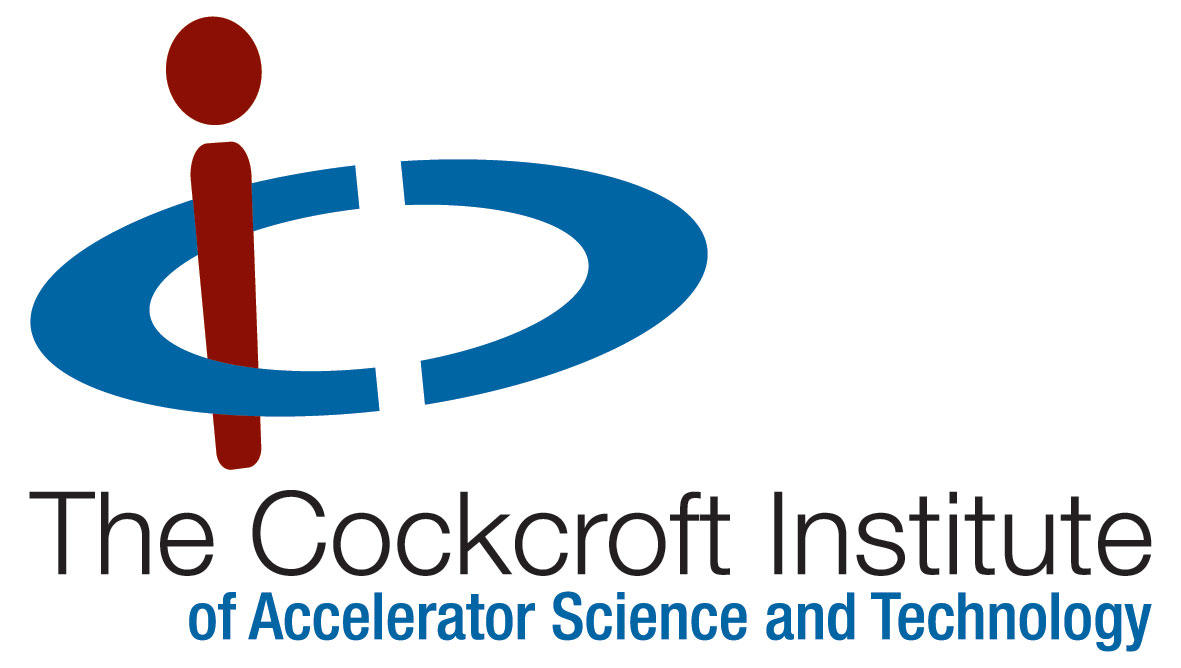 The Cockcroft Institute
of Accelerator Science and Technology